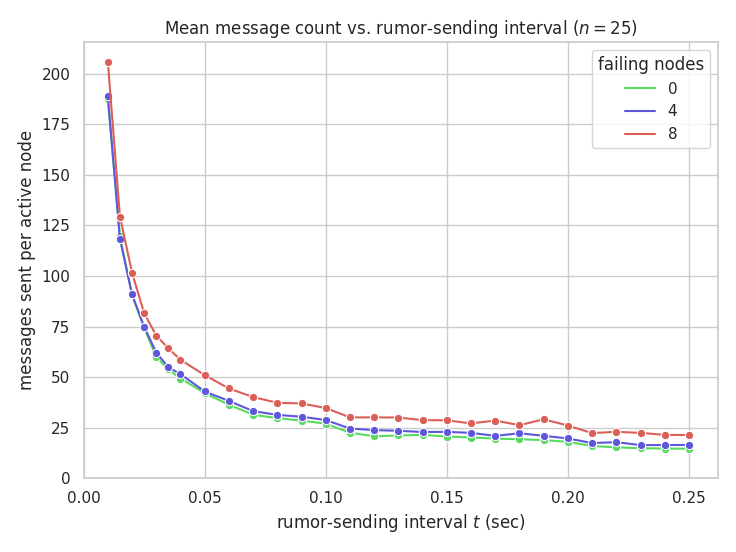 Mean message count vs. rumor-sending interval (n = 25)
failing nodes
0
4
8
200
175
150
125
100
75
50
25
0
messages sent per active node
0.00 0.05 0.10 0.15 0.20 0.25
rumor-sending interval t (sec)